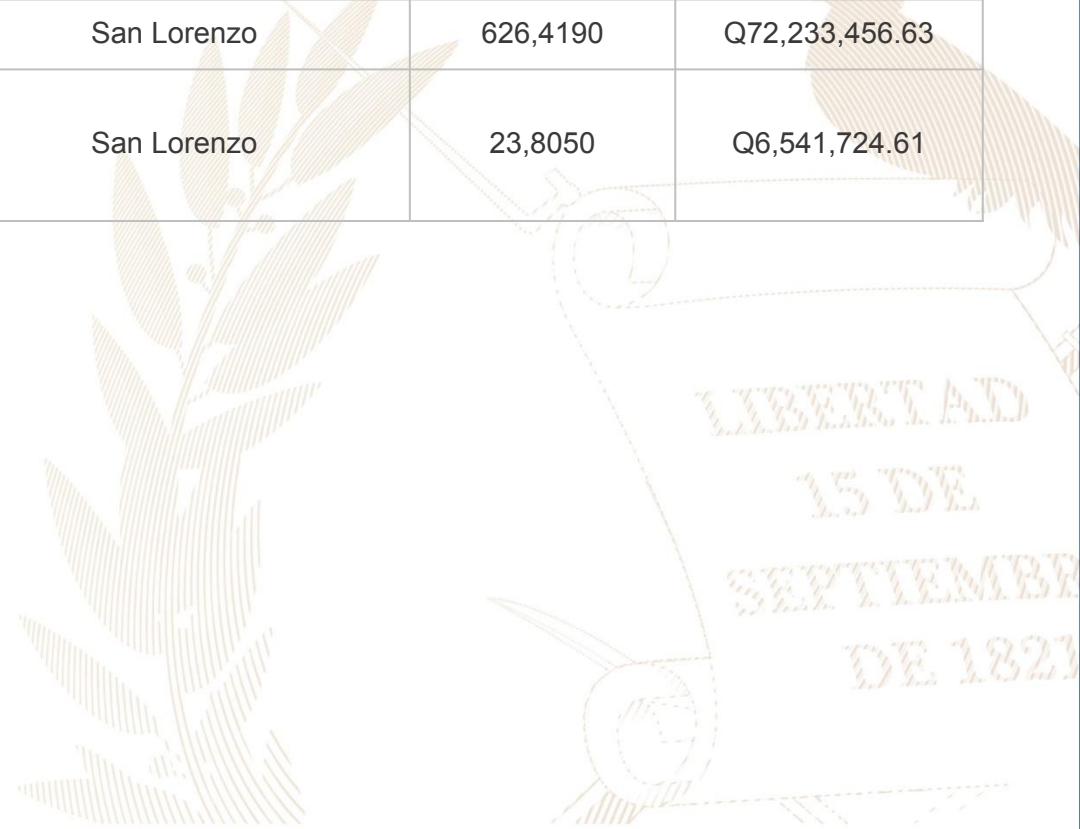 San Lorenzo 626,4190 Q72,233,456.63
San Lorenzo 23,8050 Q6,541,724.61
LIBERTAD
15 DE
SEPTIEMBR
DE 1821